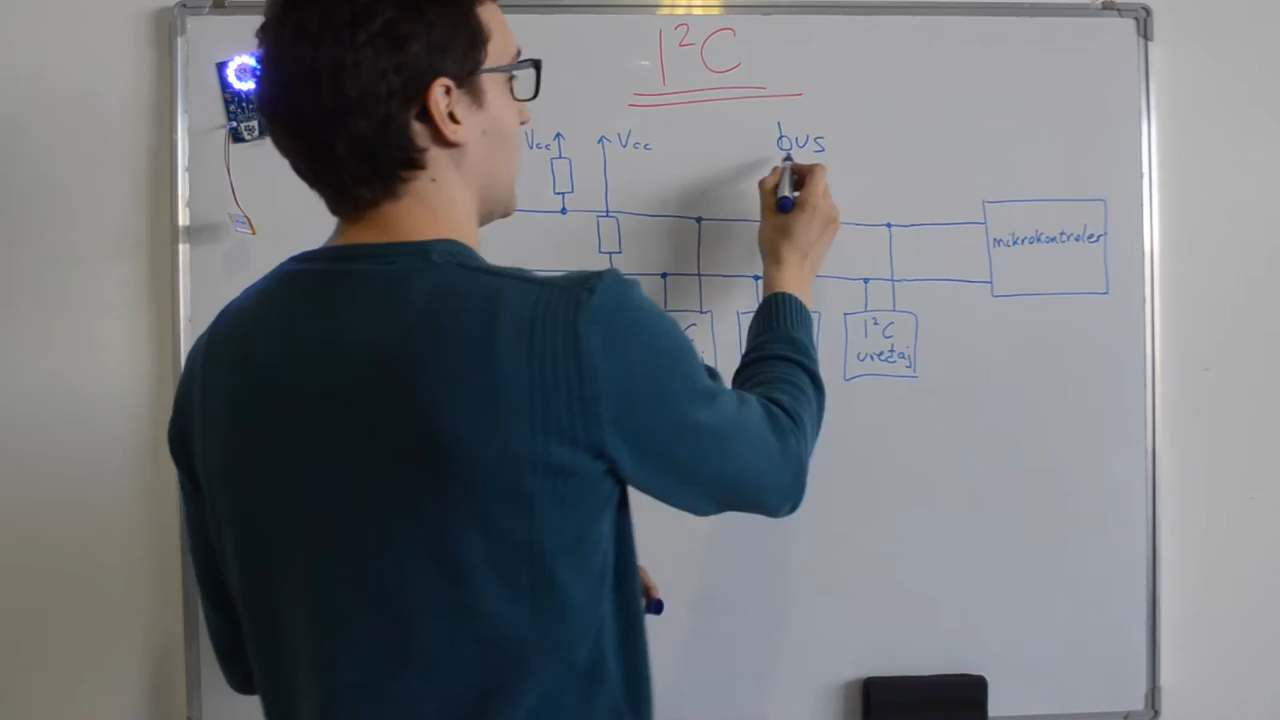 I²C
Vcc Vcc bus
mikrokontroler
I²C
uređaj